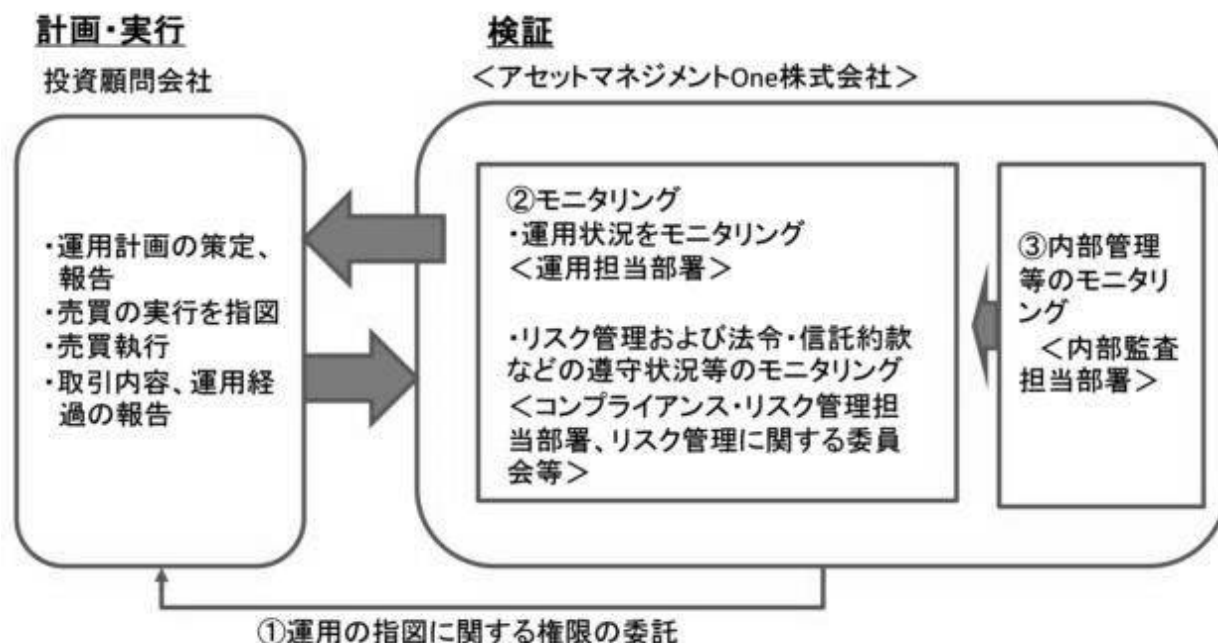 計画・実行
投資顧問会社
・運用計画の策定、
報告
・売買の実行を指図
・売買執行
・取引内容、運用経
過の報告
検証
＜アセットマネジメントOne株式会社＞
②モニタリング
・運用状況をモニタリング
＜運用担当部署＞
・リスク管理および法令・信託約款
などの遵守状況等のモニタリング
＜コンプライアンス・リスク管理担
当部署、リスク管理に関する委員
会等＞
③内部管理
等のモニタリ
ング
＜内部監査
担当部署＞
①運用の指図に関する権限の委託